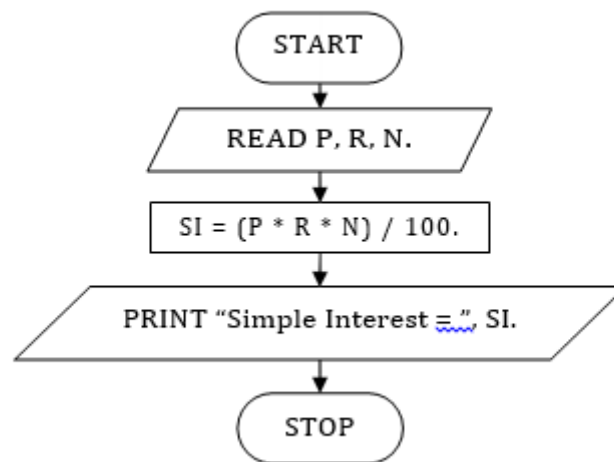 START
READ P, R, N.
SI = (P * R * N) / 100.
PRINT “Simple Interest = ”, SI.
STOP